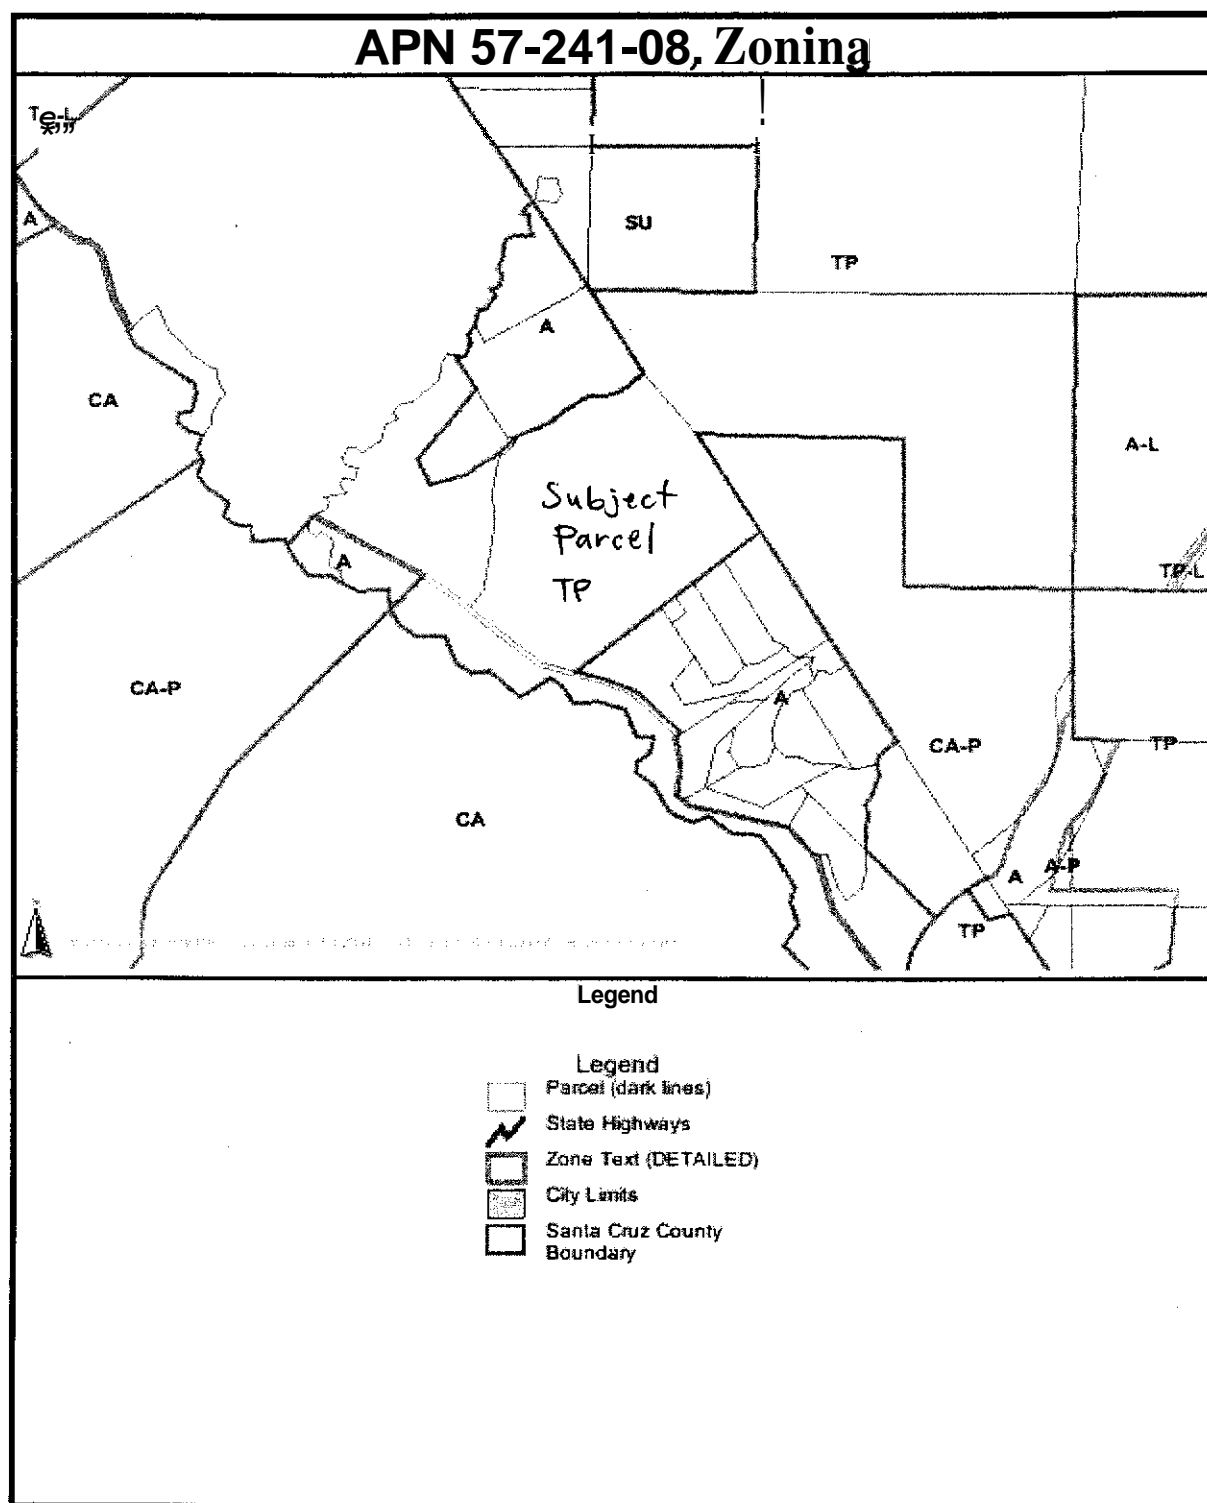 APN 57-241-08, Zoning
A
SU
TP
A
CA
A-L
Subject
Parcel
TP
A
TP-L
CA-P
A
CA-P
TP
CA
A
A-P
TP
Legend
Legend
Parcel (dark lines)
State Highways
Zone Text (DETAILED)
City Limits
Santa Cruz County
Boundary